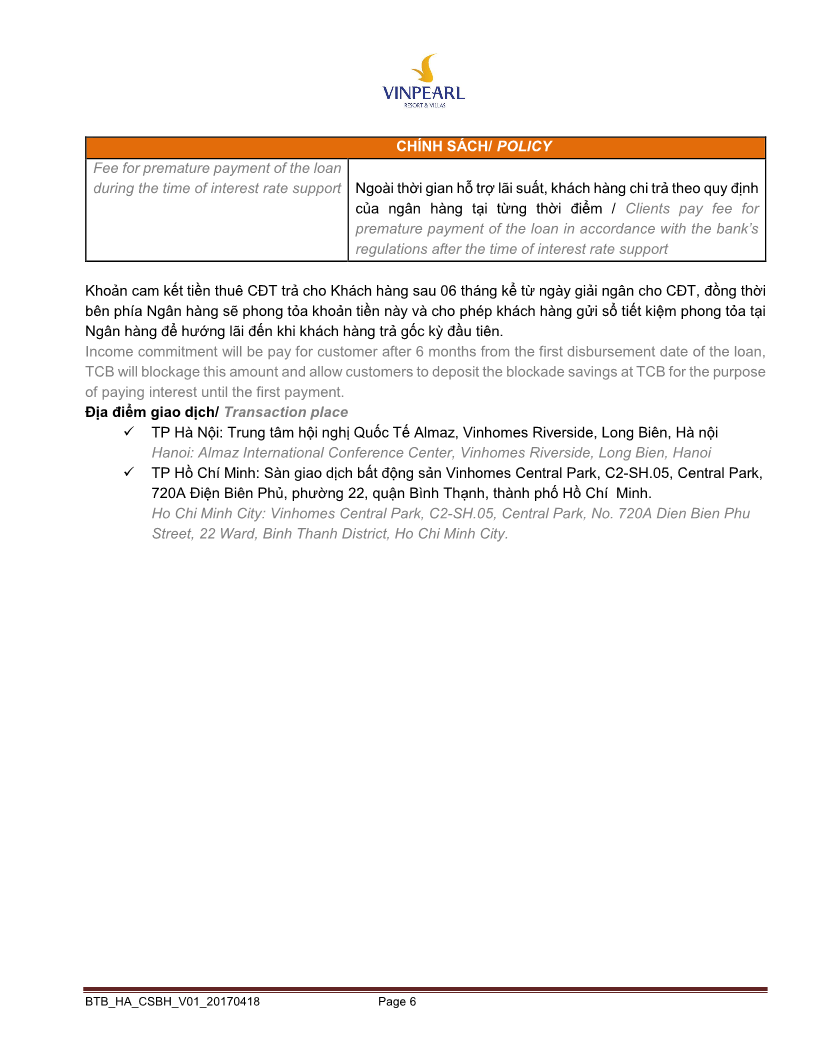 VINPEARL
RESORT & VILLAS
CHÍNH SÁCH/ POLICY
Fee for premature payment of the loan
during the time of interest rate support
Ngoài thời gian hỗ trợ lãi suất, khách hàng chi trả theo quy định
của ngân hàng tại từng thời điểm / Clients pay fee for
premature payment of the loan in accordance with the bank’s
regulations after the time of interest rate support
Khoản cam kết tiền thuê CĐT trả cho Khách hàng sau 06 tháng kể từ ngày giải ngân cho CĐT, đồng thời
bên phía Ngân hàng sẽ phong tỏa khoản tiền này và cho phép khách hàng gửi sổ tiết kiệm phong tỏa tại
Ngân hàng để hướng lãi đến khi khách hàng trả gốc kỳ đầu tiên.
Income commitment will be pay for customer after 6 months from the first disbursement date of the loan,
TCB will blockage this amount and allow customers to deposit the blockade savings at TCB for the purpose
of paying interest until the first payment.
Địa điểm giao dịch/ Transaction place
✓ TP Hà Nội: Trung tâm hội nghị Quốc Tế Almaz, Vinhomes Riverside, Long Biên, Hà nội
Hanoi: Almaz International Conference Center, Vinhomes Riverside, Long Bien, Hanoi
✓ TP Hồ Chí Minh: Sàn giao dịch bất động sản Vinhomes Central Park, C2-SH.05, Central Park,
720A Điện Biên Phủ, phường 22, quận Bình Thạnh, thành phố Hồ Chí Minh.
Ho Chi Minh City: Vinhomes Central Park, C2-SH.05, Central Park, No. 720A Dien Bien Phu
Street, 22 Ward, Binh Thanh District, Ho Chi Minh City.
BTB_HA_CSBH_V01_20170418 Page 6